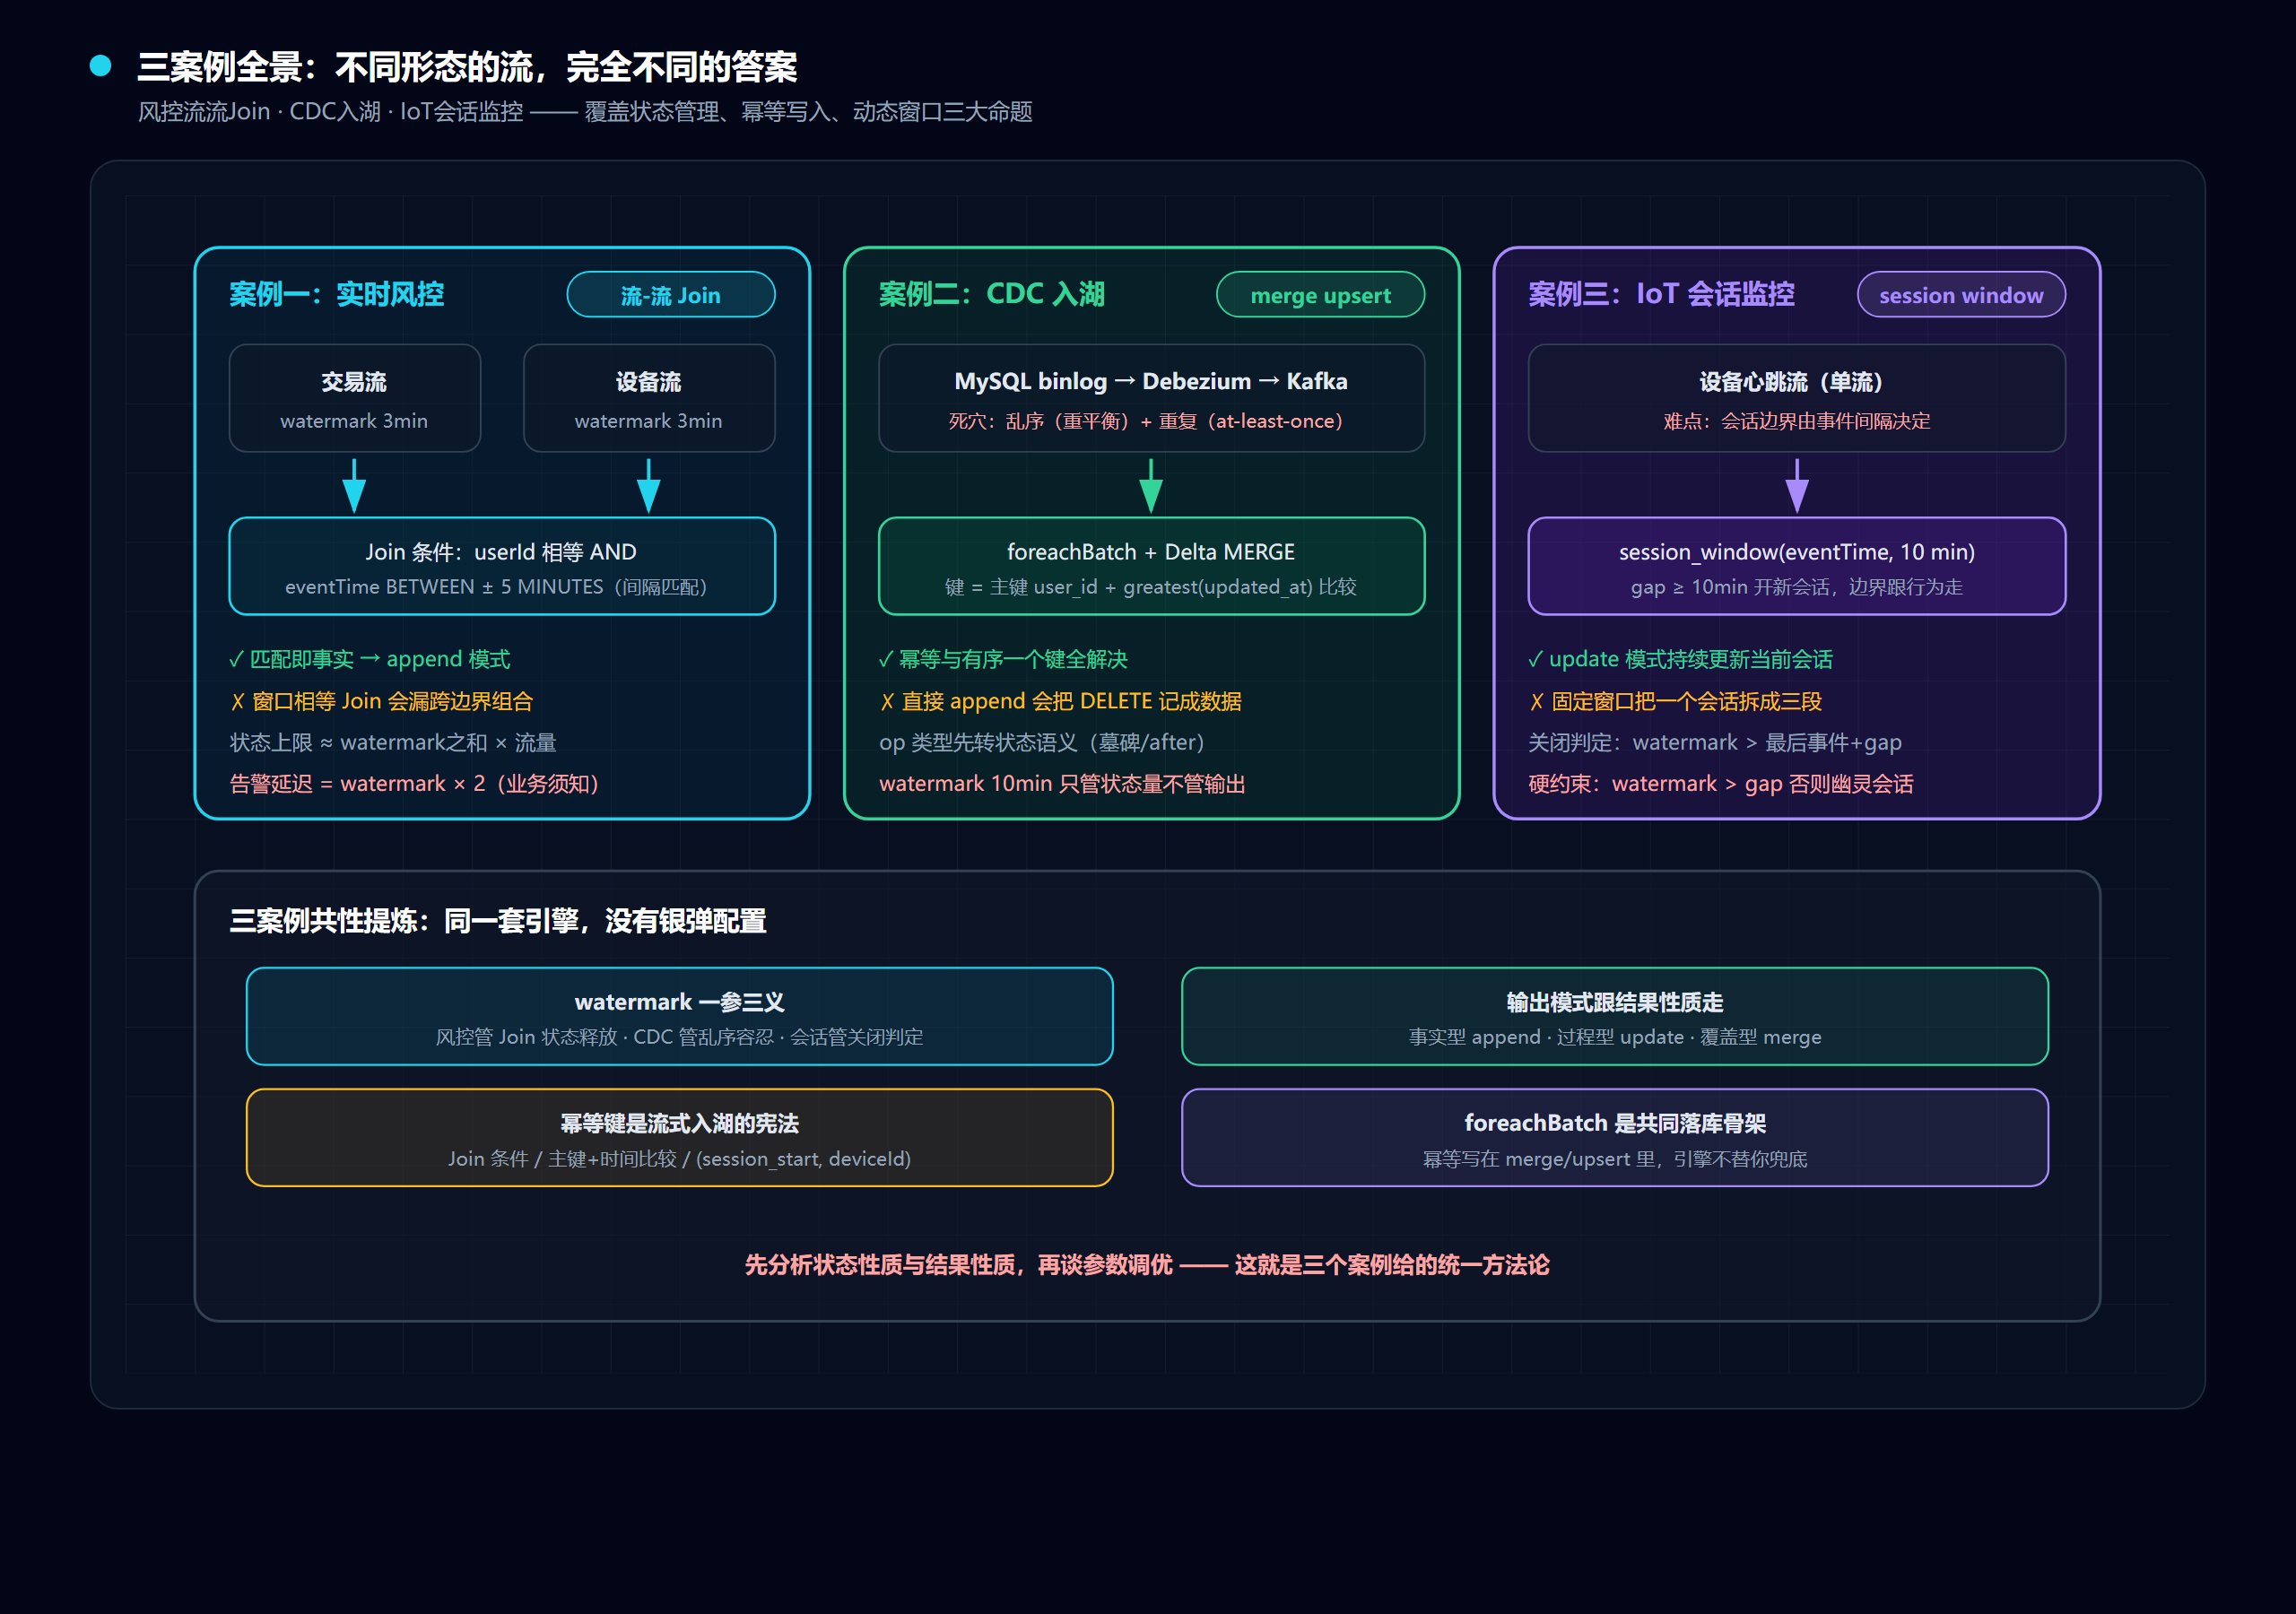 三案例全景：不同形态的流，完全不同的答案
风控流流Join · CDC入湖 · IoT会话监控 —— 覆盖状态管理、幂等写入、动态窗口三大命题
案例一：实时风控
流-流 Join
交易流
watermark 3min
设备流
watermark 3min
Join 条件：userId 相等 AND
eventTime BETWEEN ± 5 MINUTES（间隔匹配）
✓ 匹配即事实 → append 模式
✗ 窗口相等 Join 会漏跨边界组合
状态上限 ≈ watermark之和 × 流量
告警延迟 = watermark × 2（业务须知）
案例二：CDC 入湖
merge upsert
MySQL binlog → Debezium → Kafka
死穴：乱序（重平衡）+ 重复（at-least-once）
foreachBatch + Delta MERGE
键 = 主键 user_id + greatest(updated_at) 比较
✓ 幂等与有序一个键全解决
✗ 直接 append 会把 DELETE 记成数据
op 类型先转状态语义（墓碑/after）
watermark 10min 只管状态量不管输出
案例三：IoT 会话监控
session window
设备心跳流（单流）
难点：会话边界由事件间隔决定
session_window(eventTime, 10 min)
gap ≥ 10min 开新会话，边界跟行为走
✓ update 模式持续更新当前会话
✗ 固定窗口把一个会话拆成三段
关闭判定：watermark > 最后事件+gap
硬约束：watermark > gap 否则幽灵会话
三案例共性提炼：同一套引擎，没有银弹配置
watermark 一参三义
风控管 Join 状态释放 · CDC 管乱序容忍 · 会话管关闭判定
输出模式跟结果性质走
事实型 append · 过程型 update · 覆盖型 merge
幂等键是流式入湖的宪法
Join 条件 / 主键+时间比较 / (session_start, deviceId)
foreachBatch 是共同落库骨架
幂等写在 merge/upsert 里，引擎不替你兜底
先分析状态性质与结果性质，再谈参数调优 —— 这就是三个案例给的统一方法论